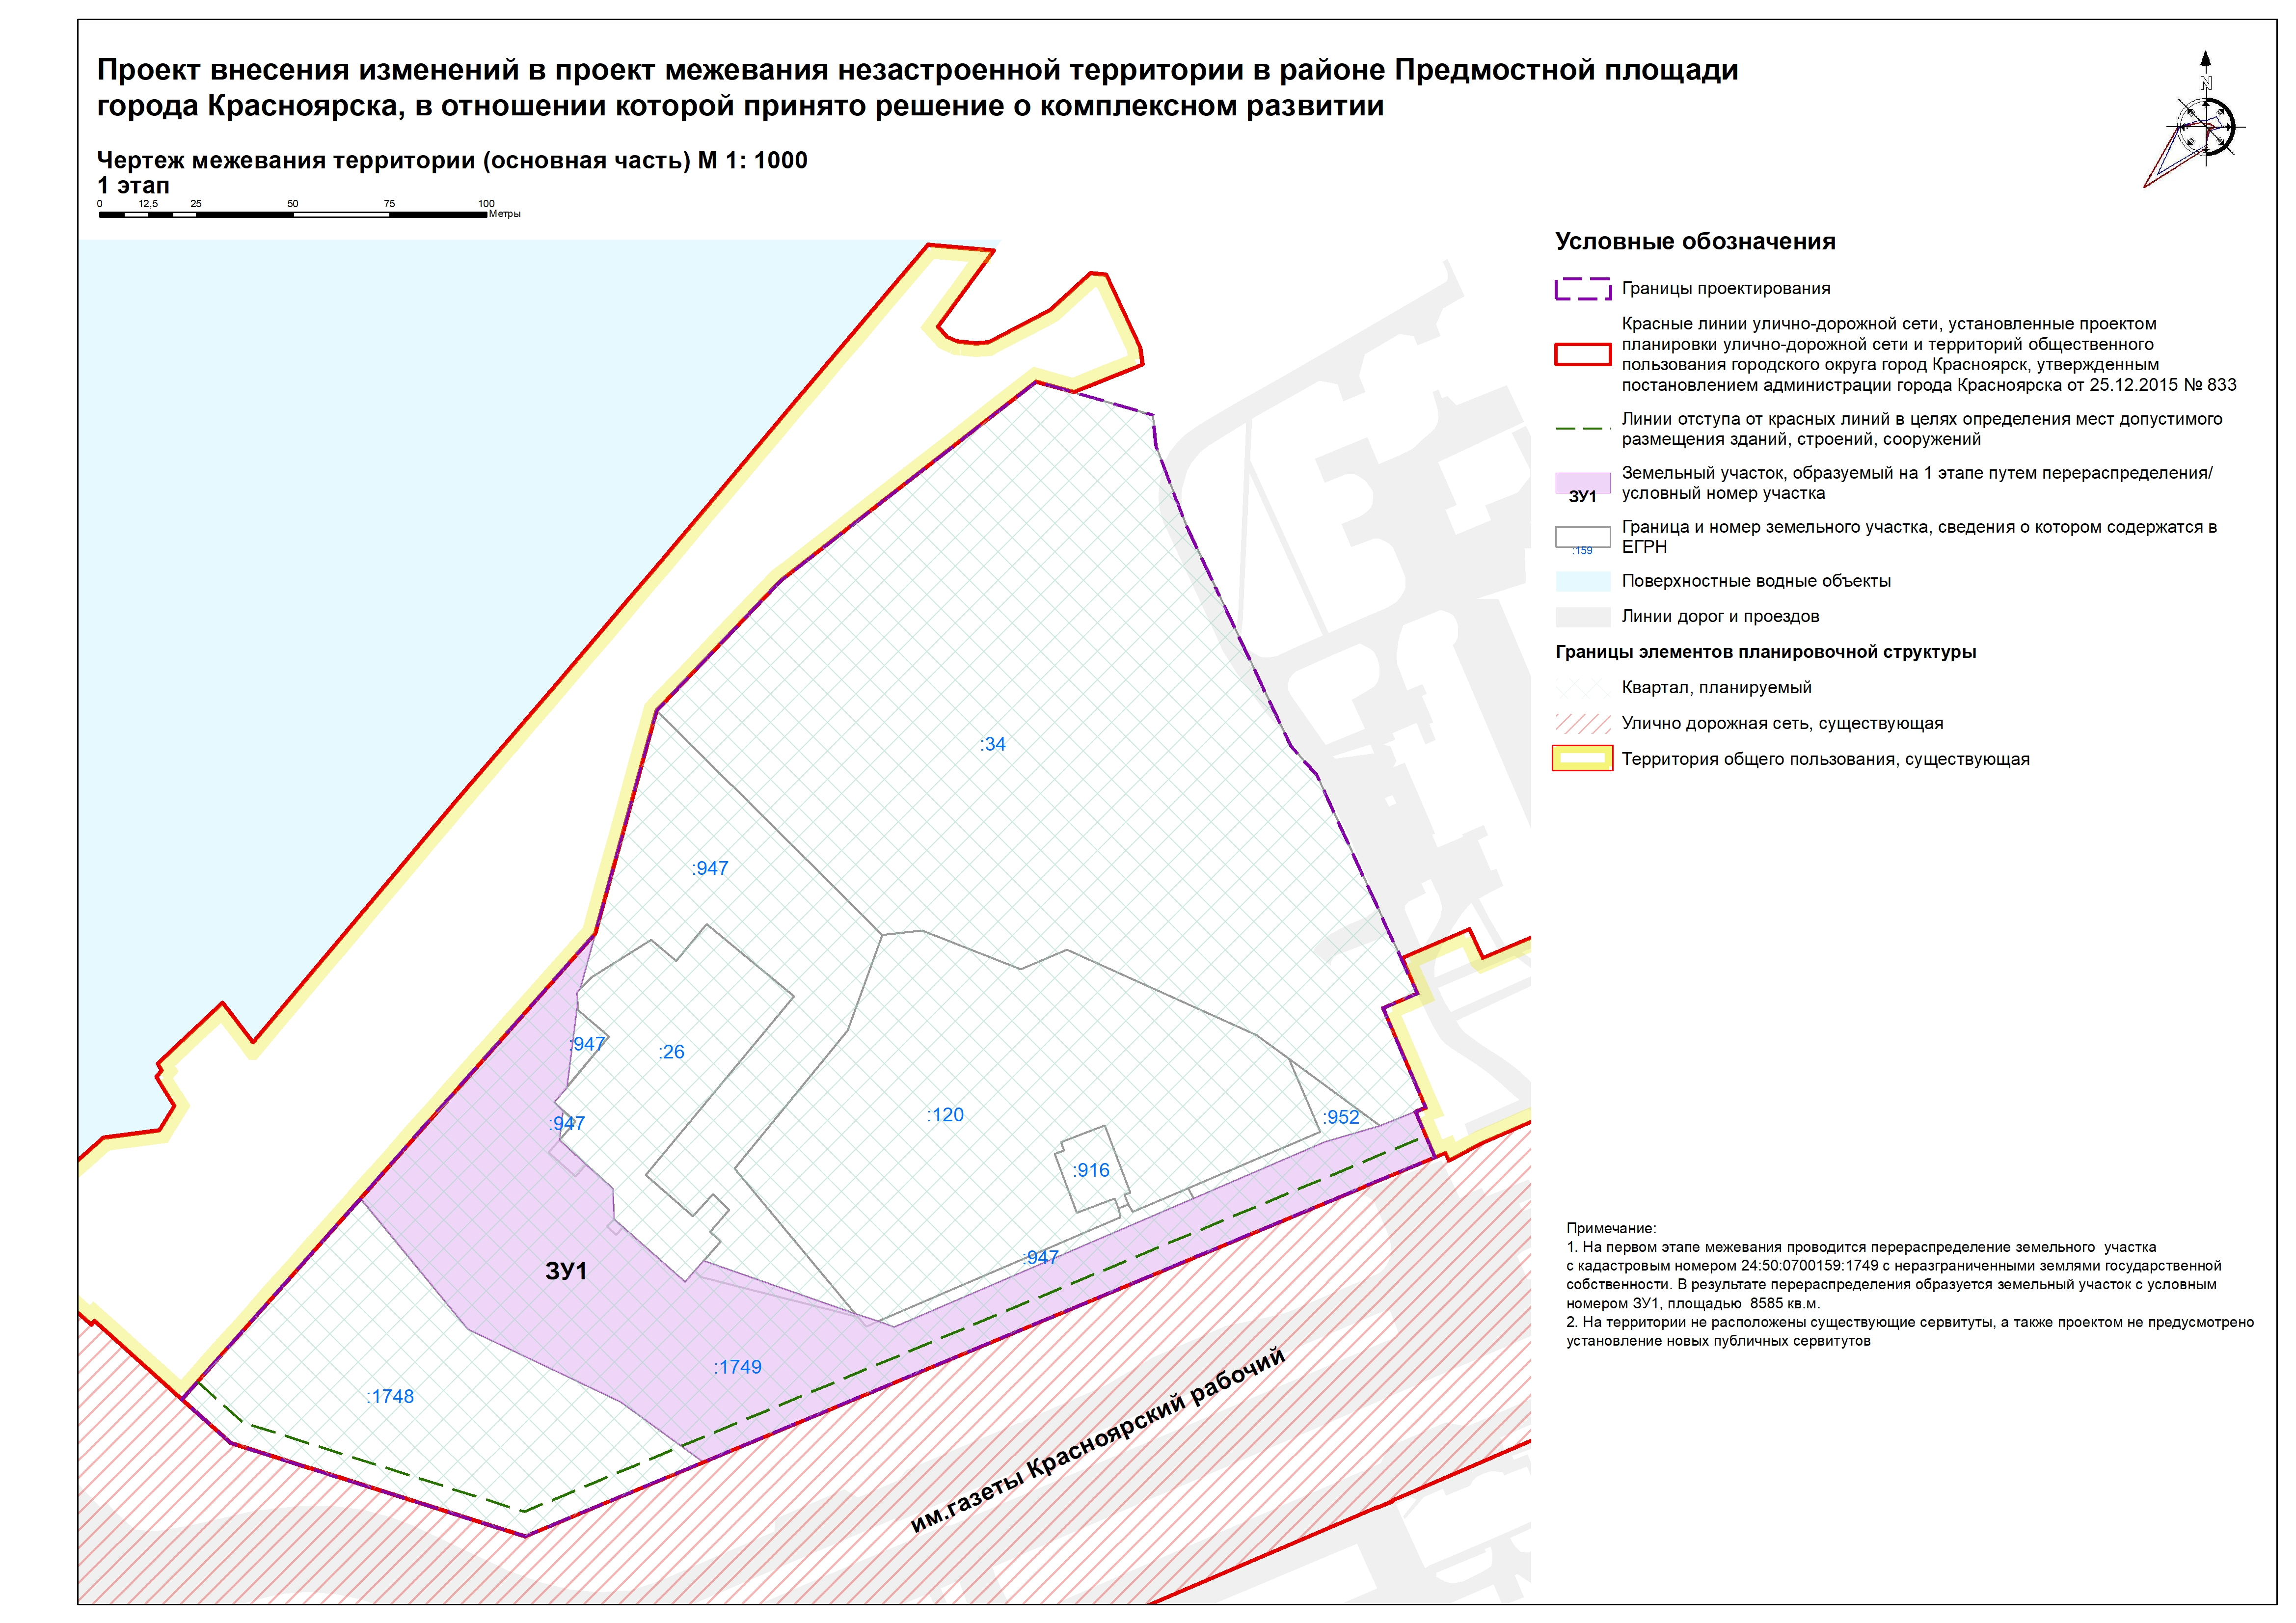 Проект внесения изменений в проект межевания незастроенной территории в районе Предмостной площади
города Красноярска, в отношении которой принято решение о комплексном развитии
Чертеж межевания территории (основная часть) М 1: 1000
1 этап
0 12,5 25 50 75 100
Метры
N
Условные обозначения
Границы проектирования
Красные линии улично-дорожной сети, установленные проектом
планировки улично-дорожной сети и территорий общественного
пользования городского округа город Красноярск, утвержденным
постановлением администрации города Красноярска от 25.12.2015 № 833
Линии отступа от красных линий в целях определения мест допустимого
размещения зданий, строений, сооружений
Земельный участок, образуемый на 1 этапе путем перераспределения/
ЗУ1 условный номер участка
Граница и номер земельного участка, сведения о котором содержатся в
:159 ЕГРН
Поверхностные водные объекты
Линии дорог и проездов
Границы элементов планировочной структуры
Квартал, планируемый
Улично дорожная сеть, существующая
Территория общего пользования, существующая
:34
:947
:947
:26
:947
:120
:952
:916
:947
ЗУ1
:1749
:1748
им.газеты Красноярский рабочий
Примечание:
1. На первом этапе межевания проводится перераспределение земельного участка
с кадастровым номером 24:50:0700159:1749 с неразграниченными землями государственной
собственности. В результате перераспределения образуется земельный участок с условным
номером ЗУ1, площадью 8585 кв.м.
2. На территории не расположены существующие сервитуты, а также проектом не предусмотрено
установление новых публичных сервитутов